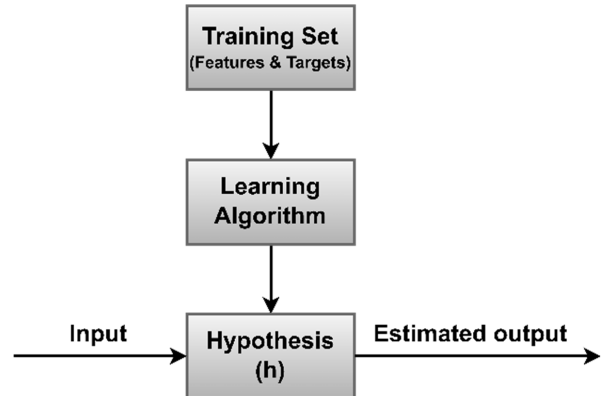 Training Set
(Features & Targets)
Learning
Algorithm
Input
Hypothesis
(h)
Estimated output